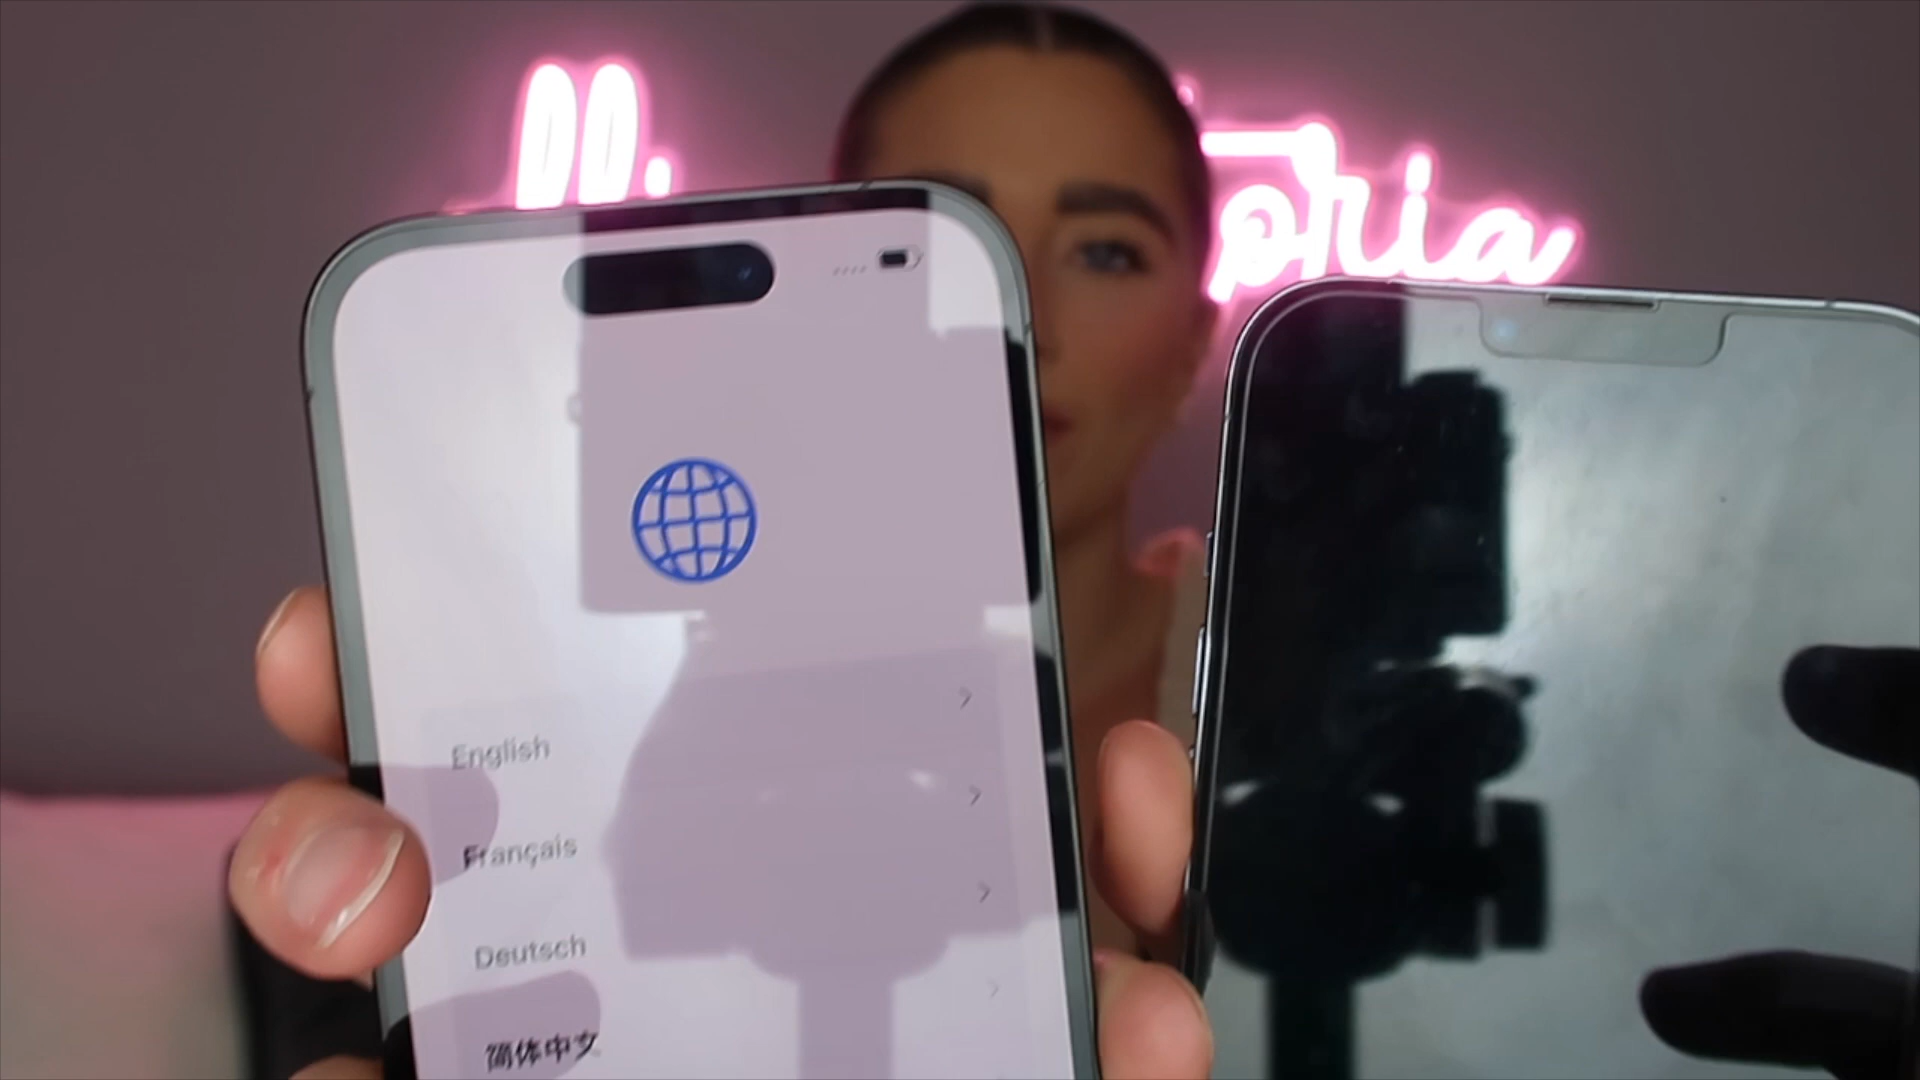 English
Français
Deutsch
简体中文